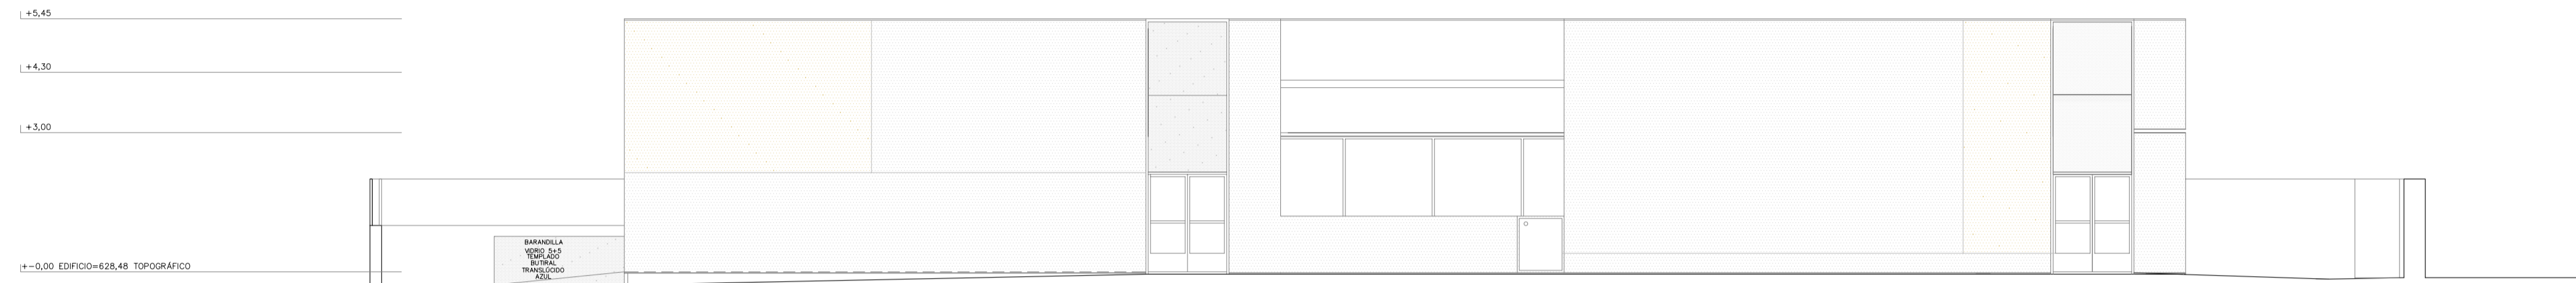 +5,45
+4,30
+3,00
+-0,00 EDIFICIO=628,48 TOPOGRÁFICO
BARANDILLA
VIDRIO 5+5
TEMPLADO
BUTIRAL
TRANSLÚCIDO
AZUL